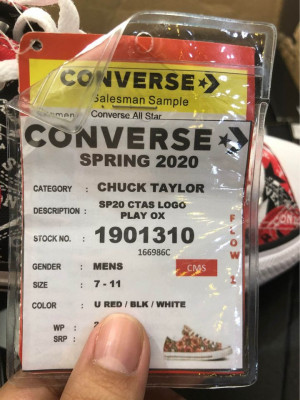 CONVERSE
Salesman Sample
Converse All Star
CONVERSE
SPRING 2020
CATEGORY : CHUCK TAYLOR
DESCRIPTION : SP20 CTAS LOGO
PLAY OX
STOCK NO. : 1901310
166986C
GENDER : MENS
CMS
SIZE : 7 - 11
COLOR : U RED / BLK / WHITE
WP :
SRP :
FLOW